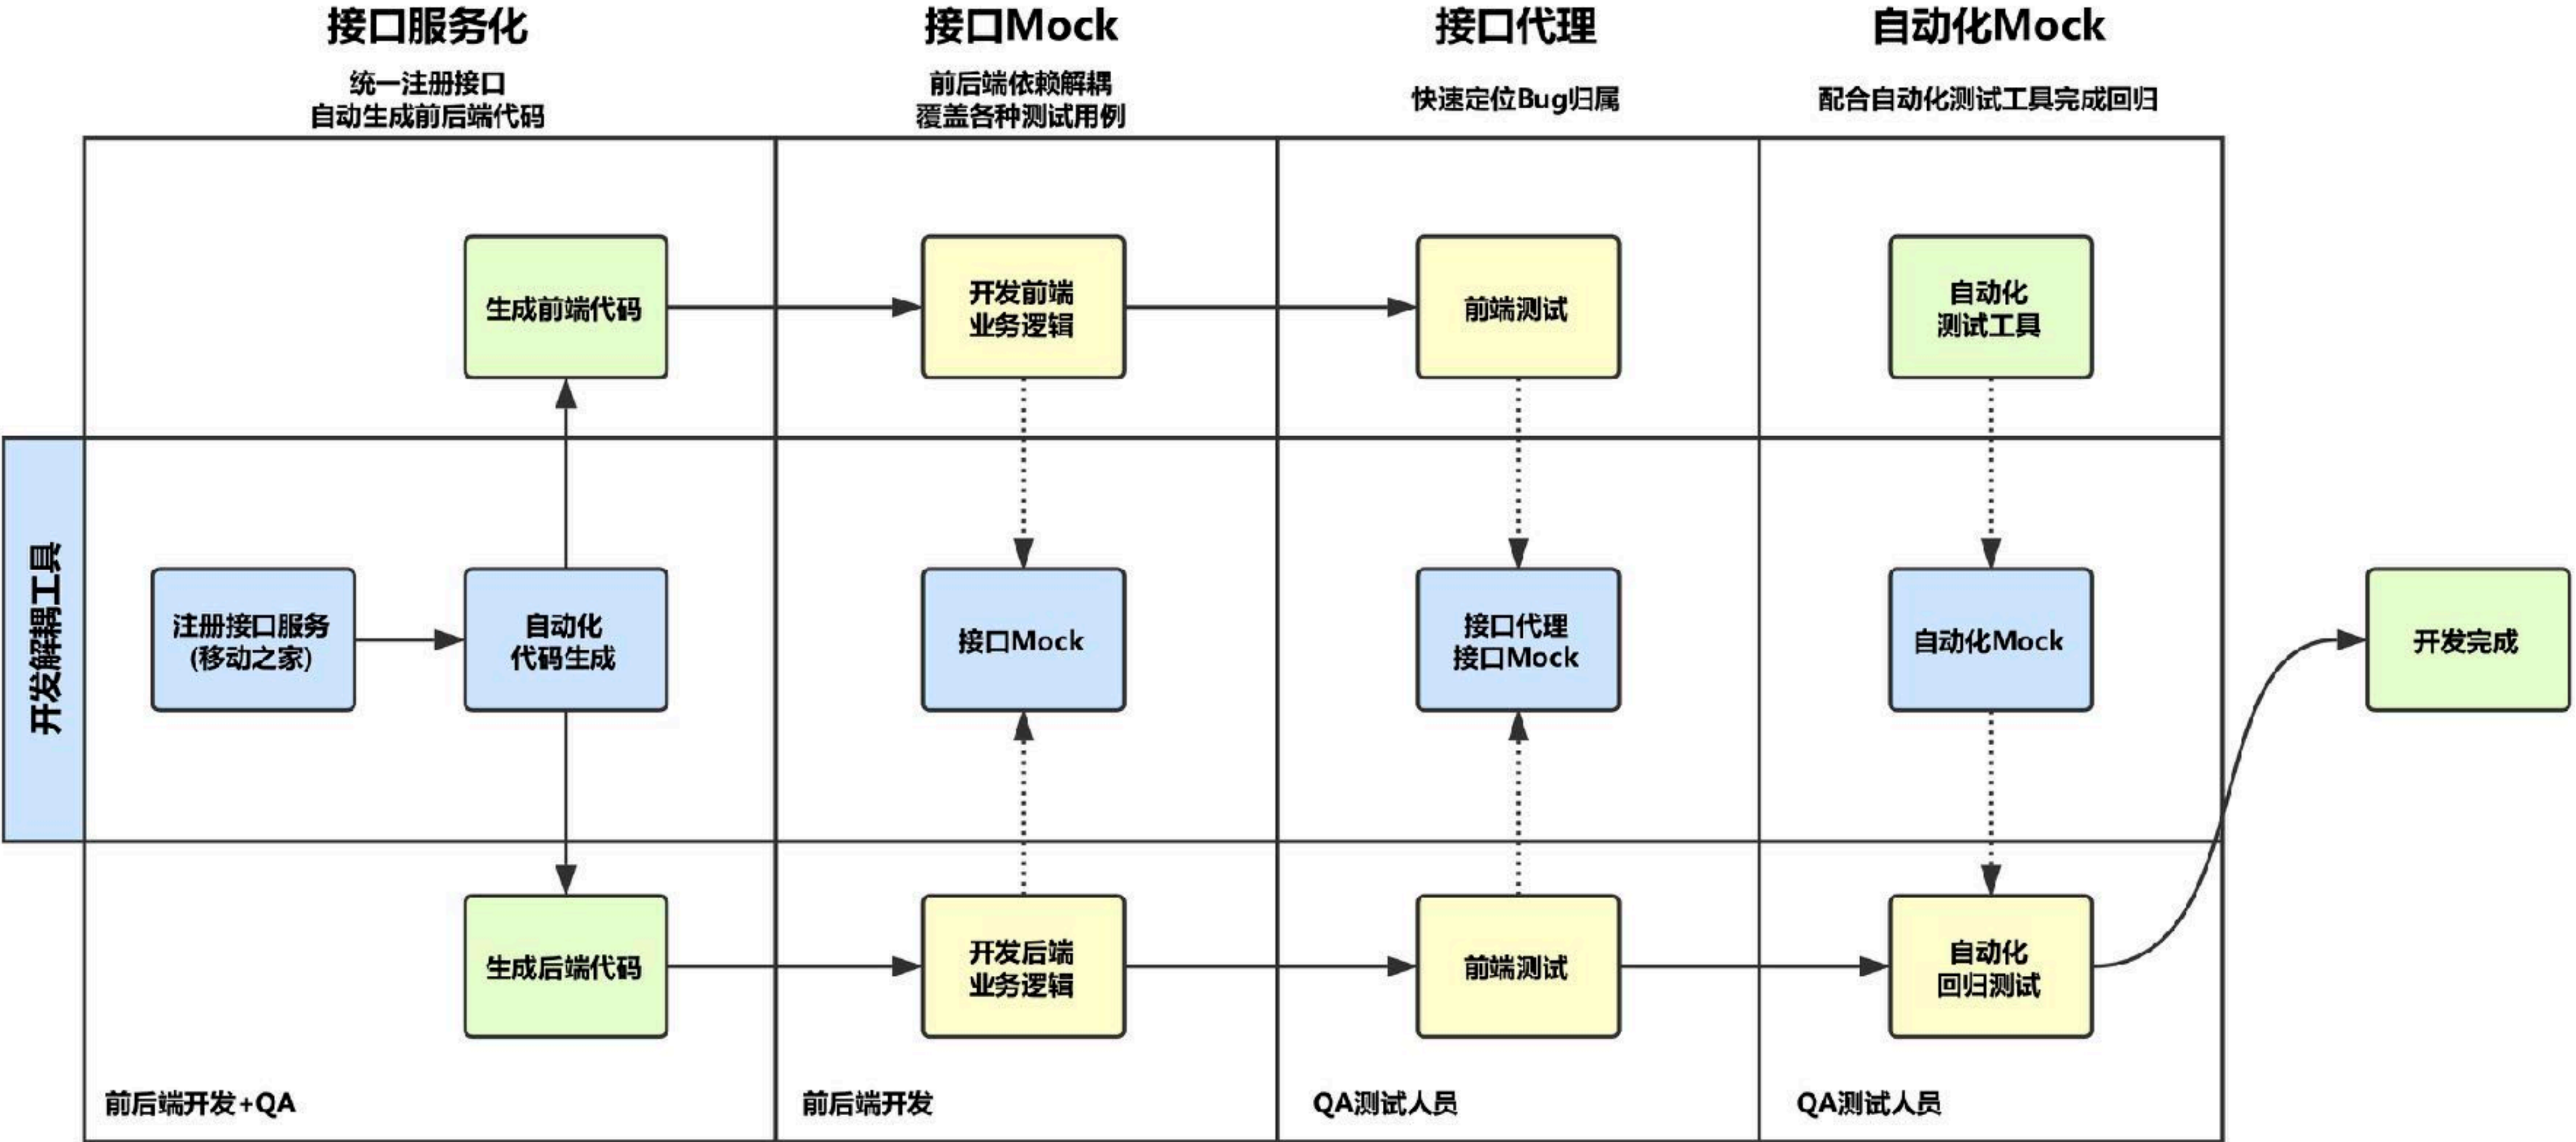 接口服务化
接口Mock
接口代理
自动化Mock
统一注册接口
自动生成前后端代码
前后端依赖解耦
覆盖各种测试用例
快速定位Bug归属
配合自动化测试工具完成回归
生成前端代码
开发前端
业务逻辑
前端测试
自动化
测试工具
开发解耦工具
注册接口服务
(移动之家)
自动化
代码生成
接口Mock
接口代理
接口Mock
自动化Mock
开发完成
生成后端代码
开发后端
业务逻辑
前端测试
自动化
回归测试
前后端开发+QA
前后端开发
QA测试人员
QA测试人员